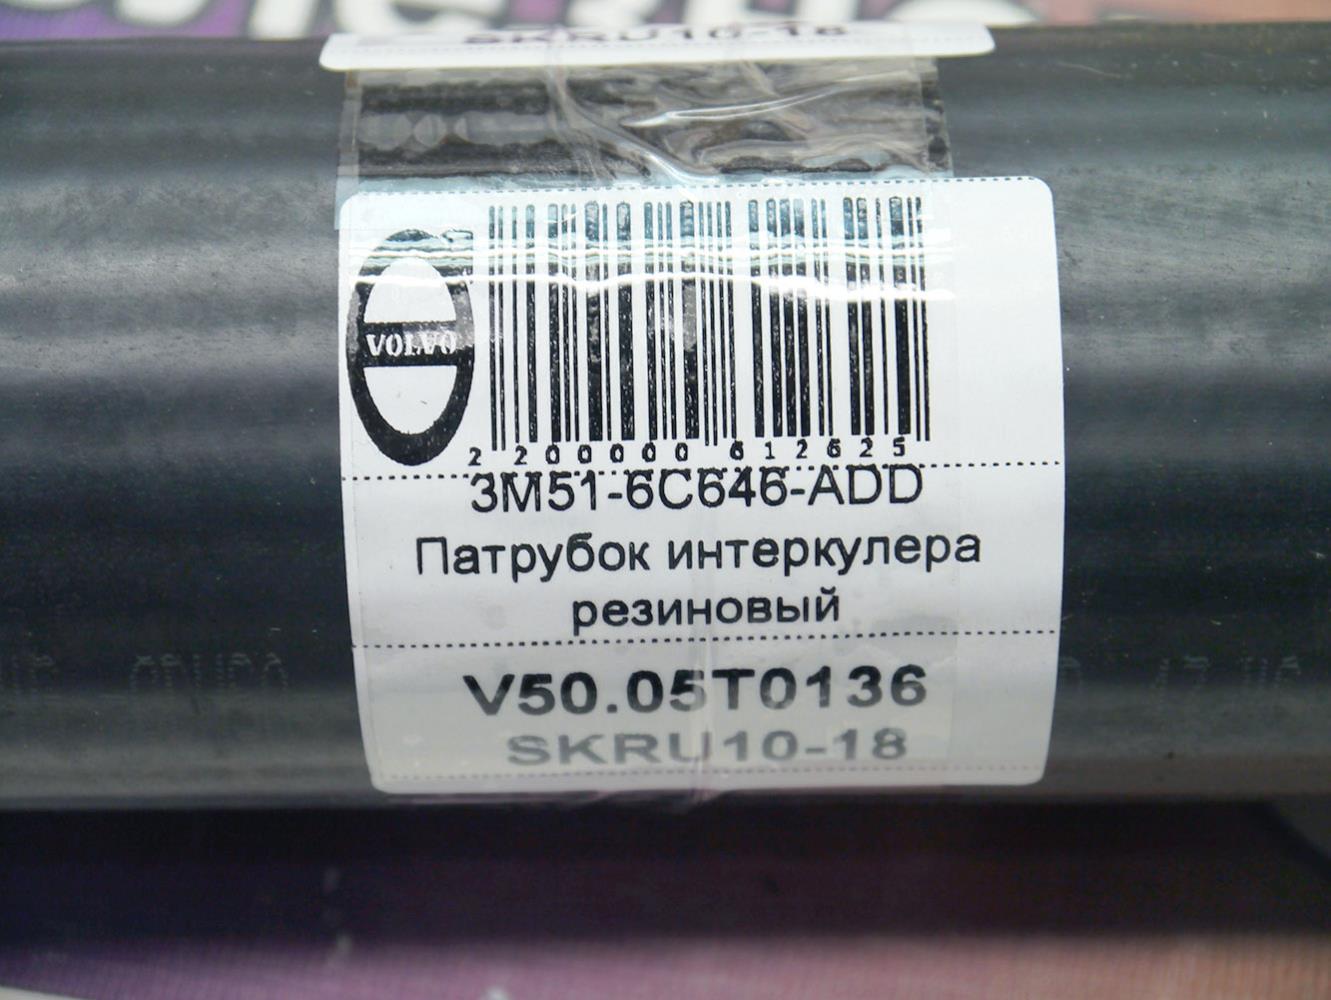 SKRU10-18
VOLVO
2 200000 612625
3M51-6C646-ADD
Патрубок интеркулера
резиновый
V50.05T0136
SKRU10-18